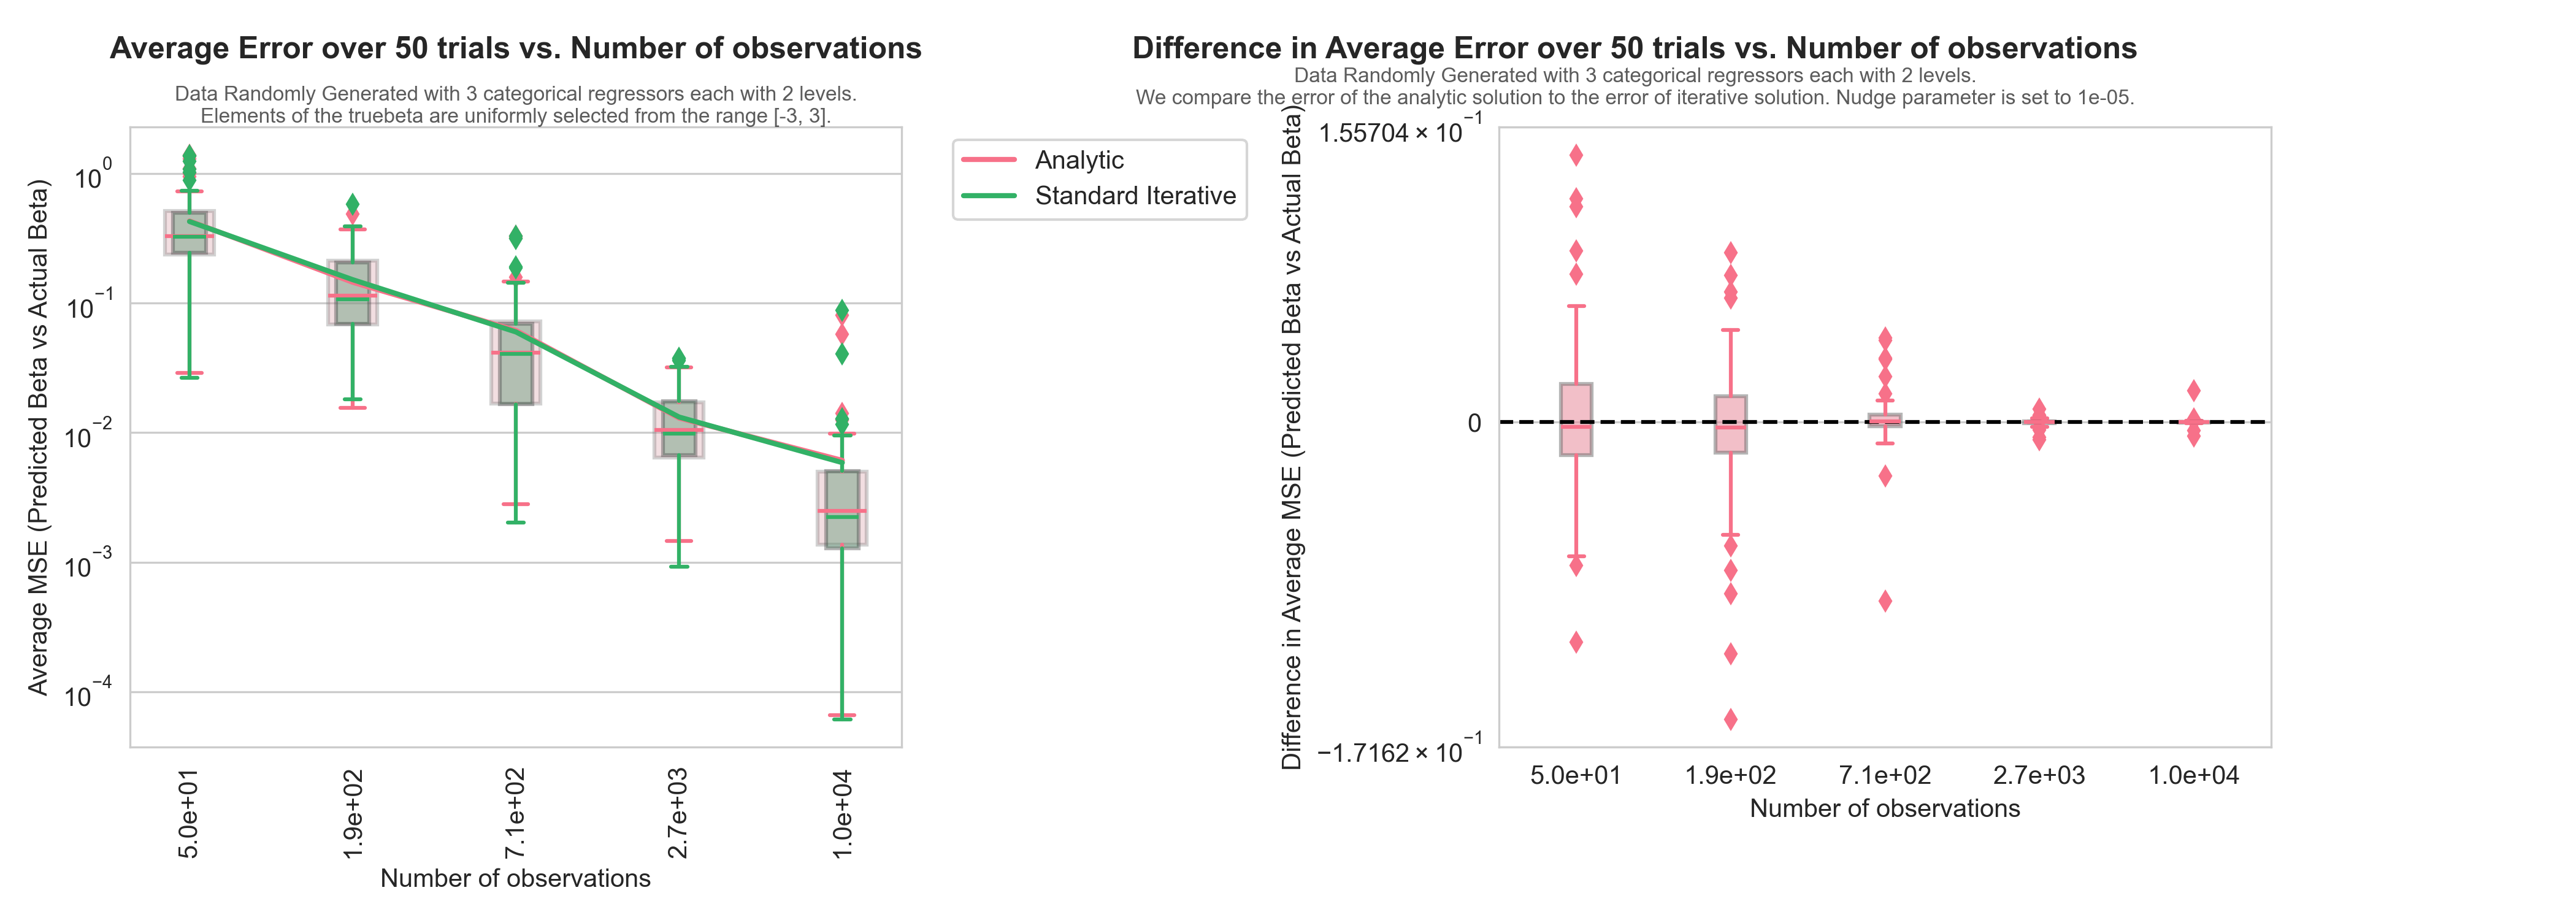 Average Error over 50 trials vs. Number of observations
Data Randomly Generated with 3 categorical regressors each with 2 levels.
Elements of the truebeta are uniformly selected from the range [-3, 3].
Average MSE (Predicted Beta vs Actual Beta)
10⁰
10⁻¹
10⁻²
10⁻³
10⁻⁴
5.0e+01
1.9e+02
7.1e+02
2.7e+03
1.0e+04
Number of observations
Analytic
Standard Iterative
Difference in Average Error over 50 trials vs. Number of observations
Data Randomly Generated with 3 categorical regressors each with 2 levels.
We compare the error of the analytic solution to the error of iterative solution. Nudge parameter is set to 1e-05.
Difference in Average MSE (Predicted Beta vs Actual Beta)
1.55704 × 10⁻¹
0
−1.7162 × 10⁻¹
5.0e+01
1.9e+02
7.1e+02
2.7e+03
1.0e+04
Number of observations